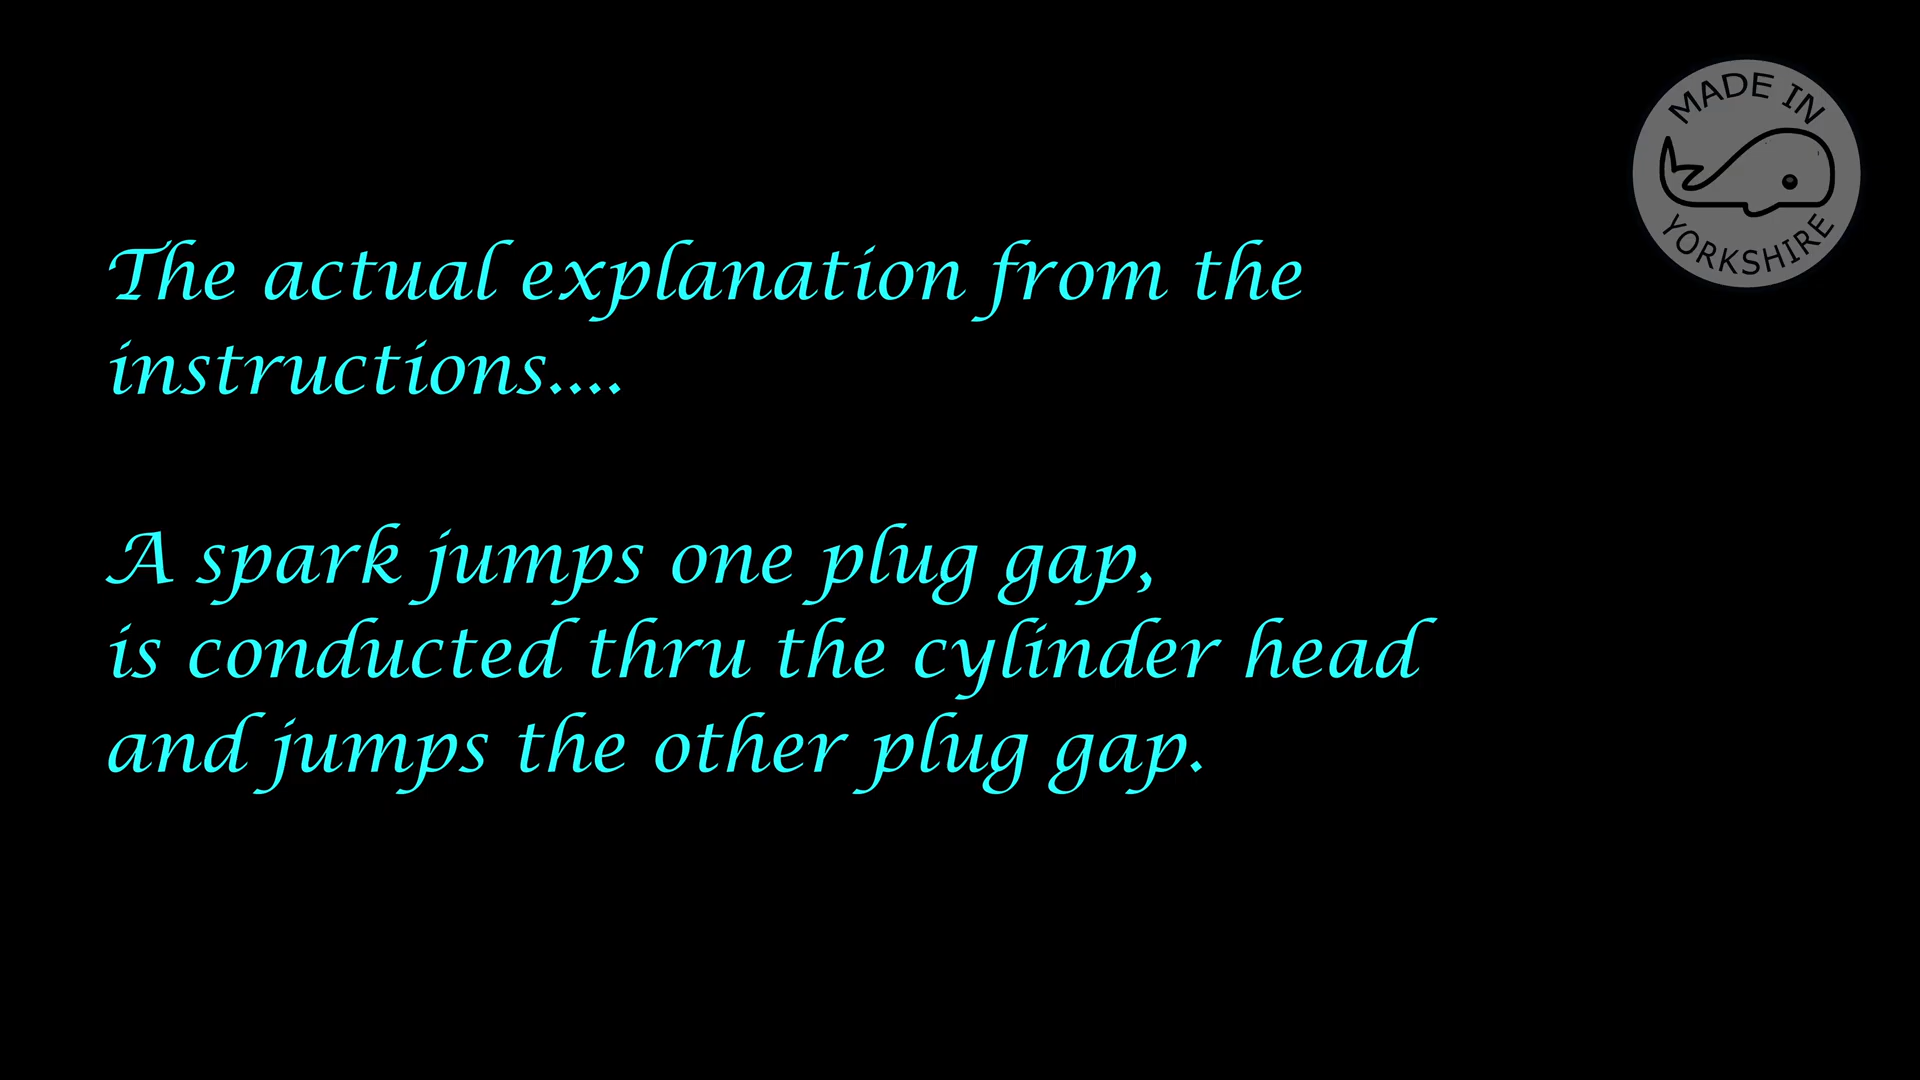 MADE IN
YORKSHIRE
The actual explanation from the
instructions....
A spark jumps one plug gap,
is conducted thru the cylinder head
and jumps the other plug gap.